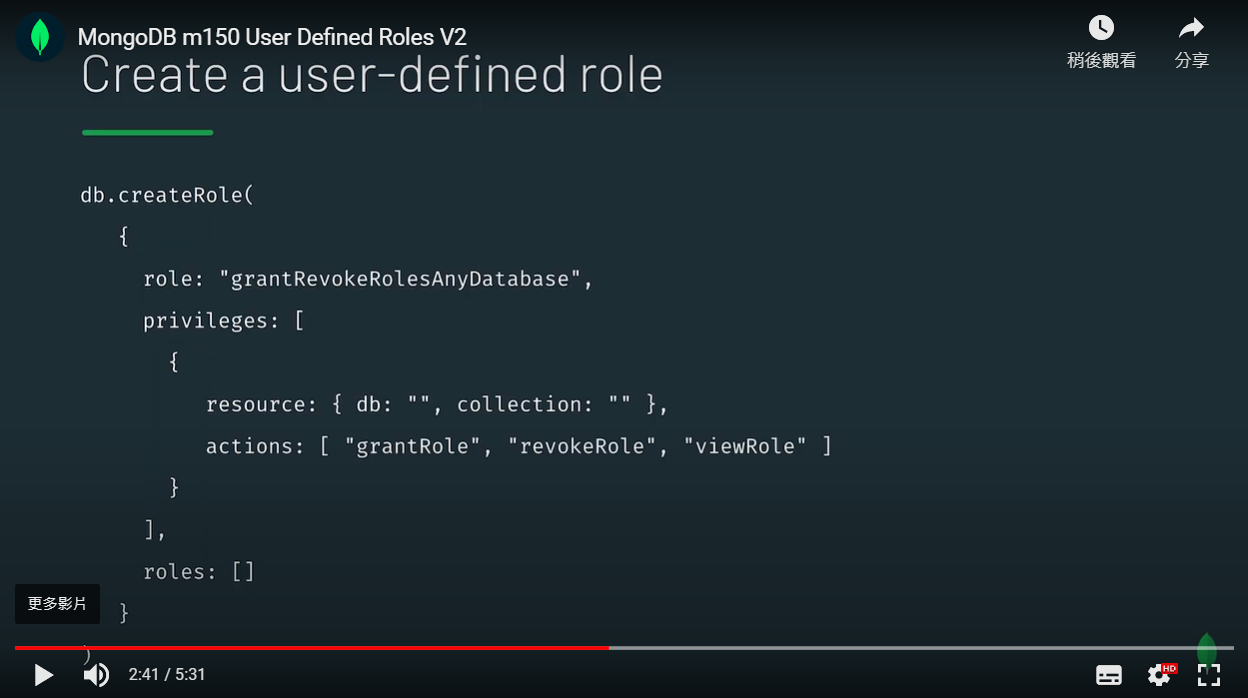 MongoDB m150 User Defined Roles V2
稍後觀看
分享
Create a user-defined role
db.createRole(
{
role: "grantRevokeRolesAnyDatabase",
privileges: [
{
resource: { db: "", collection: "" },
actions: [ "grantRole", "revokeRole", "viewRole" ]
}
],
roles: []
}
)
更多影片
2:41 / 5:31
HD